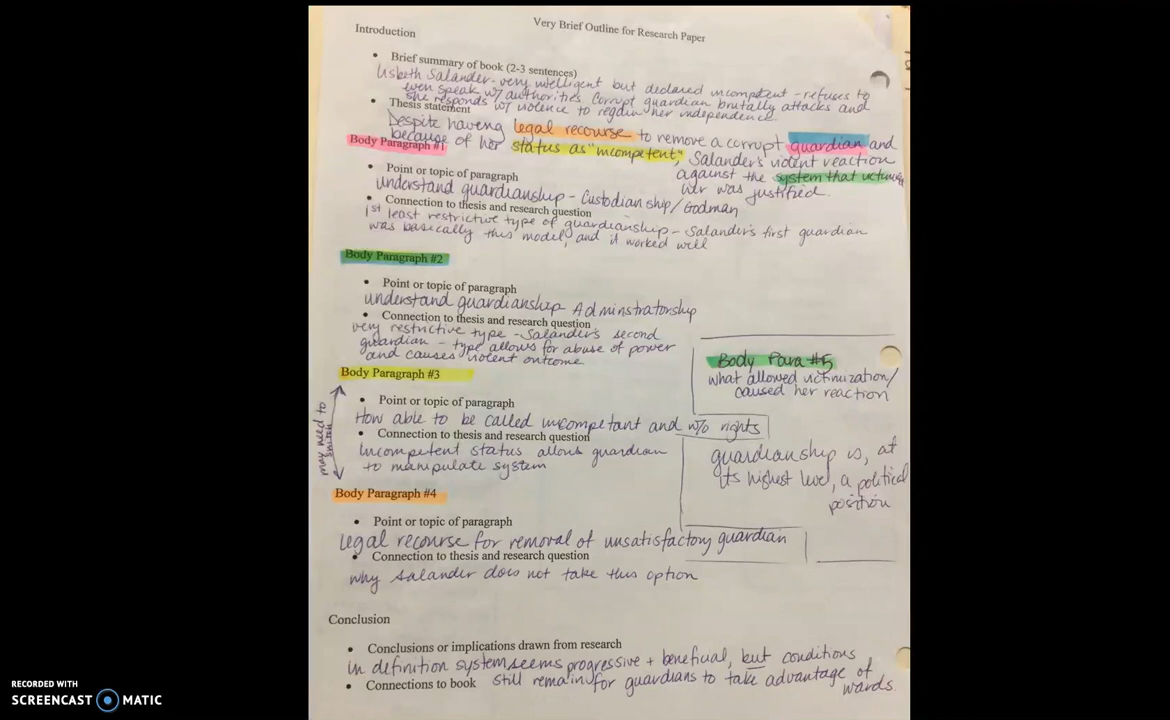 Very Brief Outline for Research Paper
Introduction
• Brief summary of book (2-3 sentences)
Lisbeth Salander - very intelligent but declared incompetent - refuses to
even speak w/ authorities. Corrupt guardian brutally attacks and
she responds w/ violence to regain her independence.
• Thesis statement
Despite having legal recourse to remove a corrupt guardian and
because of her status as "incompetent", Salander's violent reaction
against the system that victimized
her was justified.
Body Paragraph #1
• Point or topic of paragraph
understand guardianship - Custodianship/Godman
• Connection to thesis and research question
1st least restrictive type of guardianship - Salander's first guardian
was basically this model, and it worked well
Body Paragraph #2
• Point or topic of paragraph
understand guardianship Adminstratorship
• Connection to thesis and research question
very restrictive type - Salander's second
guardian - type allows for abuse of power
and causes violent outcome
Body Paragraph #3
• Point or topic of paragraph
How able to be called incompetant and w/o rights
• Connection to thesis and research question
Incompetent status allows guardian
to manipulate system
may need to
switch
Body Para #5
what allowed victimization/
caused her reaction
guardianship is, at
its highest level, a political
position
Body Paragraph #4
• Point or topic of paragraph
Legal recourse for removal of unsatisfactory guardian
• Connection to thesis and research question
why Salander does not take this option
Conclusion
• Conclusions or implications drawn from research
In definition system seems progressive + beneficial, but conditions
• Connections to book still remain for guardians to take advantage of
wards.
RECORDED WITH
SCREENCAST MATIC